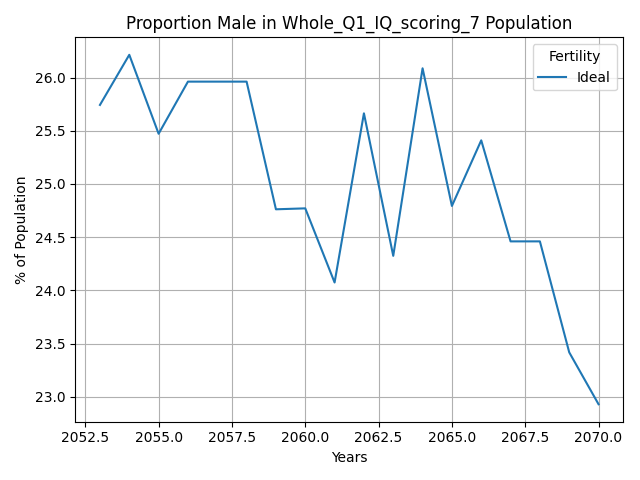 Proportion Male in Whole_Q1_IQ_scoring_7 Population
Fertility
Ideal
26.0
25.5
25.0
24.5
24.0
23.5
23.0
% of Population
2052.5 2055.0 2057.5 2060.0 2062.5 2065.0 2067.5 2070.0
Years